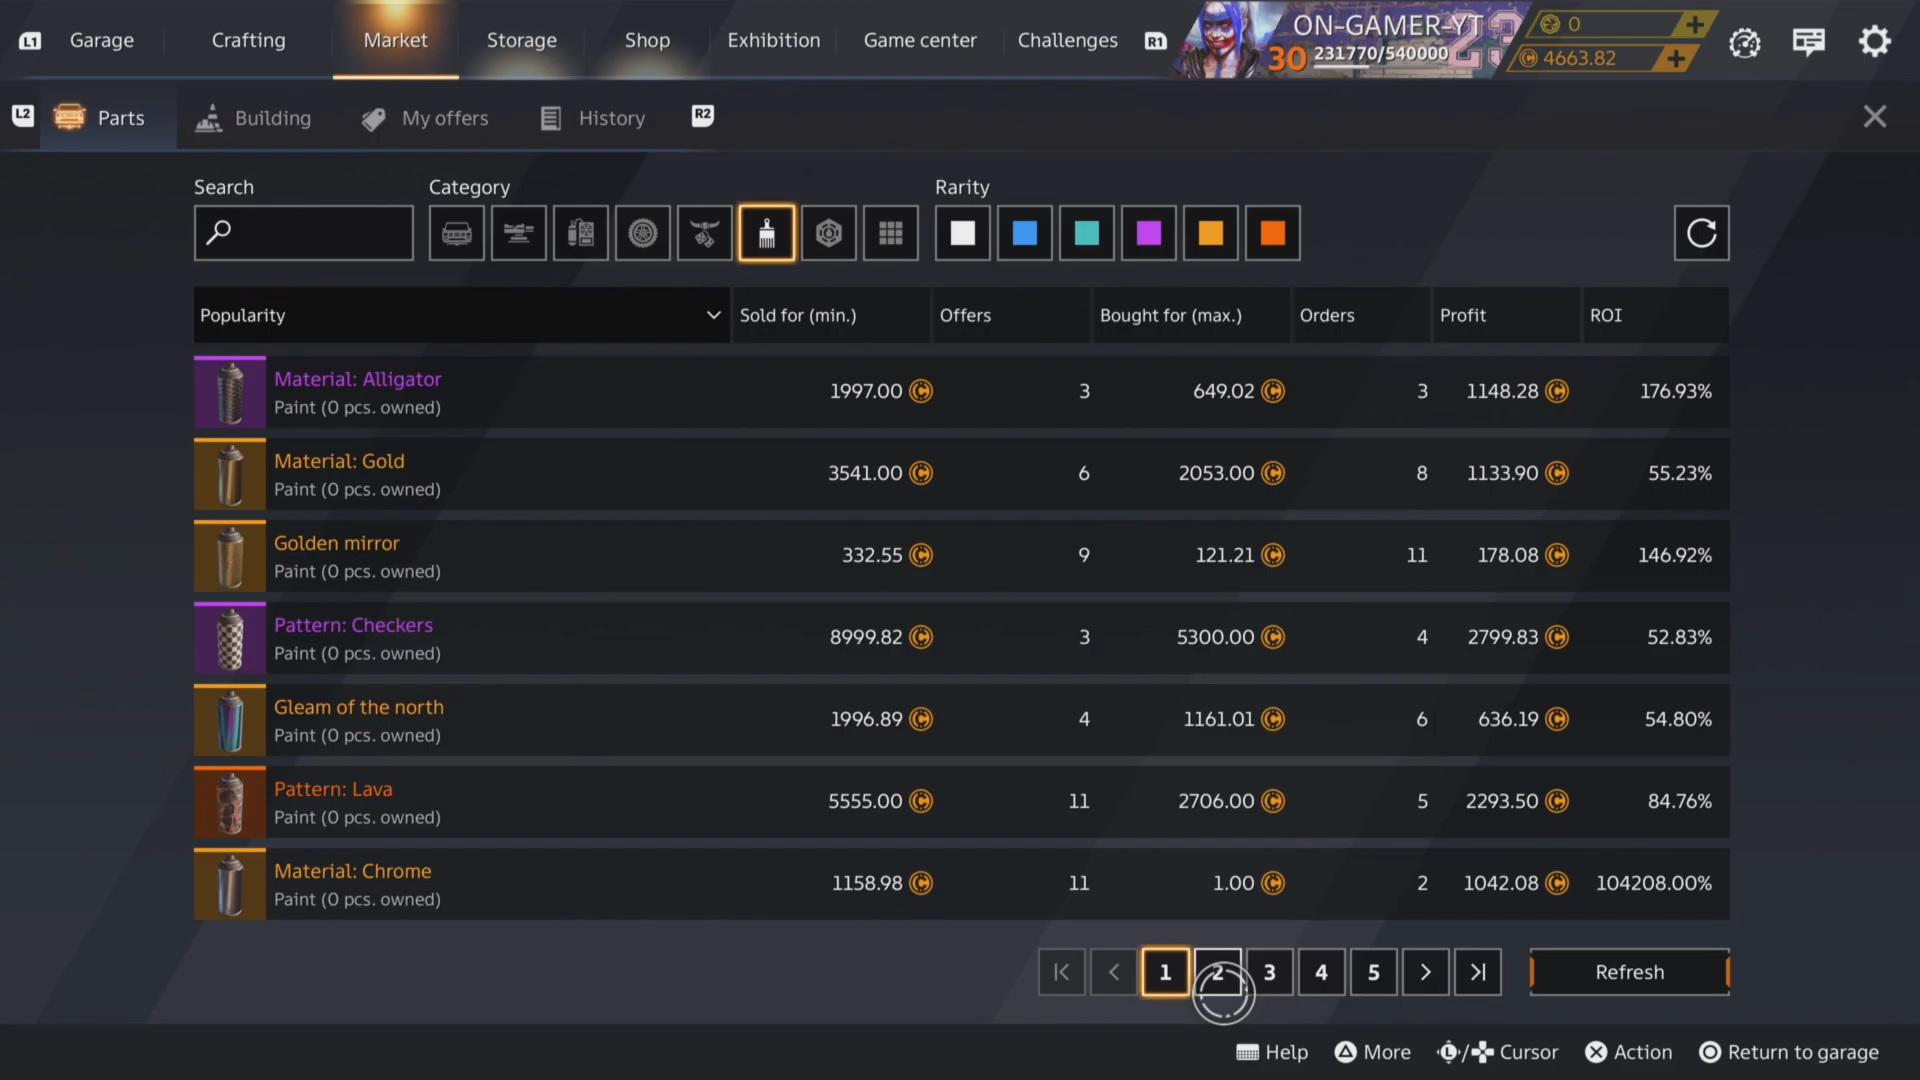 L1 Garage Crafting Market Storage Shop Exhibition Game center Challenges R1
ON-GAMER-YT
30 231770/540000
0
4663.82
L2 Parts Building My offers History R2
Search Category Rarity
Popularity Sold for (min.) Offers Bought for (max.) Orders Profit ROI
Material: Alligator
Paint (0 pcs. owned)
1997.00 3 649.02 3 1148.28 176.93%
Material: Gold
Paint (0 pcs. owned)
3541.00 6 2053.00 8 1133.90 55.23%
Golden mirror
Paint (0 pcs. owned)
332.55 9 121.21 11 178.08 146.92%
Pattern: Checkers
Paint (0 pcs. owned)
8999.82 3 5300.00 4 2799.83 52.83%
Gleam of the north
Paint (0 pcs. owned)
1996.89 4 1161.01 6 636.19 54.80%
Pattern: Lava
Paint (0 pcs. owned)
5555.00 11 2706.00 5 2293.50 84.76%
Material: Chrome
Paint (0 pcs. owned)
1158.98 11 1.00 2 1042.08 104208.00%
1 2 3 4 5 Refresh
Help More L/ Cursor Action Return to garage